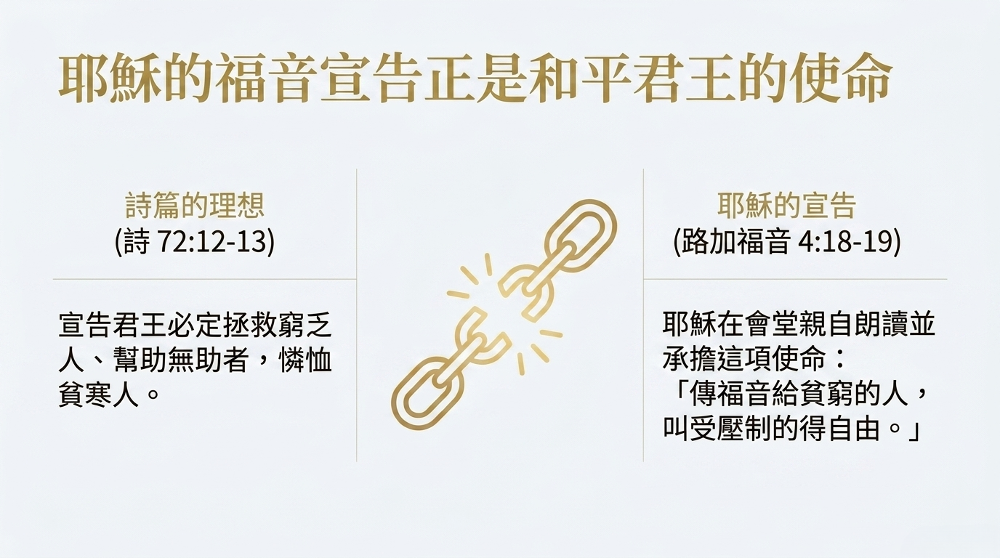 耶穌的福音宣告正是和平君王的使命
詩篇的理想
(詩 72:12-13)
宣告君王必定拯救窮乏
人、幫助無助者，憐恤
貧寒人。
耶穌的宣告
(路加福音 4:18-19)
耶穌在會堂親自朗讀並
承擔這項使命：
「傳福音給貧窮的人，
叫受壓制的得自由。」